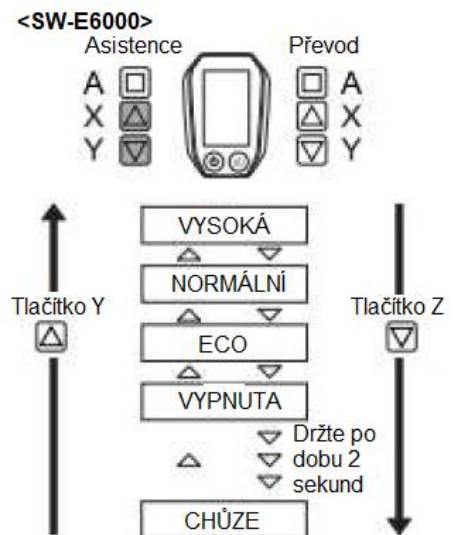 <SW-E6000>
Asistence Převod
A A
X X
Y Y
VYSOKÁ
NORMÁLNÍ
Tlačítko Y Tlačítko Z
ECO
VYPNUTA
Držte po
dobu 2
sekund
CHŮZE